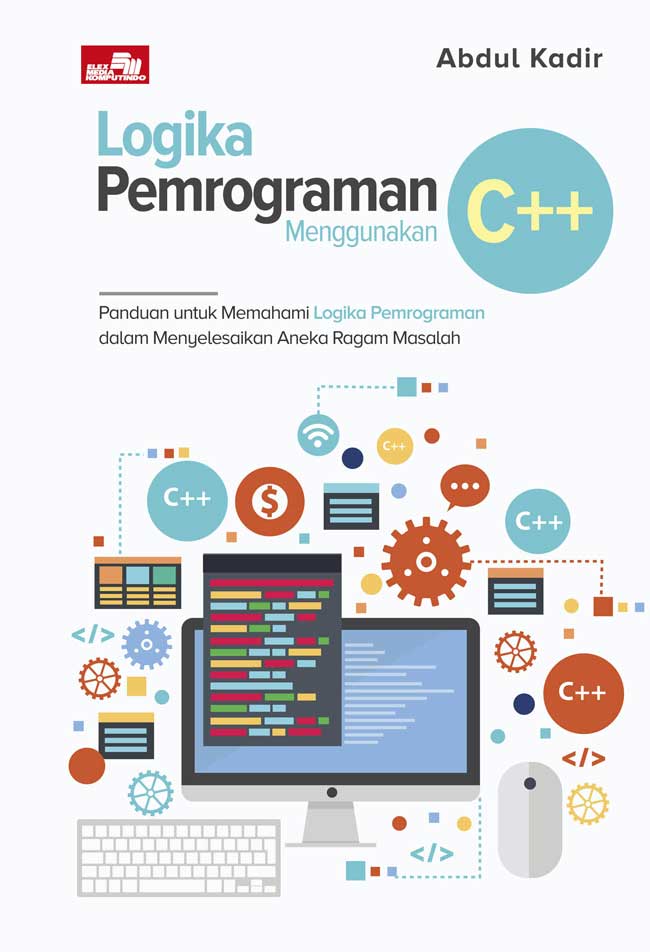 ELEX
MEDIA
KOMPUTINDO
Abdul Kadir
Logika
Pemrograman
Menggunakan
C++
Panduan untuk Memahami Logika Pemrograman
dalam Menyelesaikan Aneka Ragam Masalah
C++
C++
$
C++
</>
C++
</>
</>